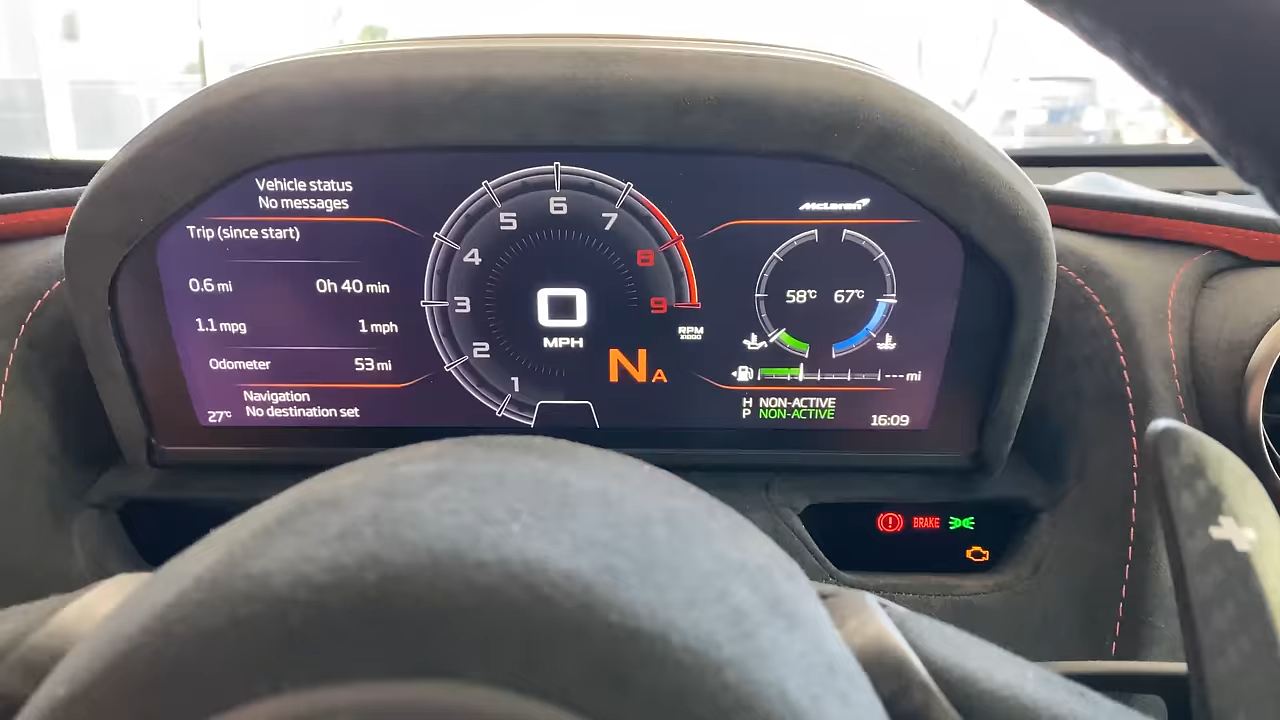 Vehicle status
No messages
Trip (since start)
0.6 mi 0h 40 min
1.1 mpg 1 mph
Odometer 53 mi
Navigation
No destination set
27°C
1
2
3
4
5
6
7
8
9
0
MPH
RPM
X1000
N A
McLaren
58°C 67°C
--- mi
H NON-ACTIVE
P NON-ACTIVE
16:09
BRAKE